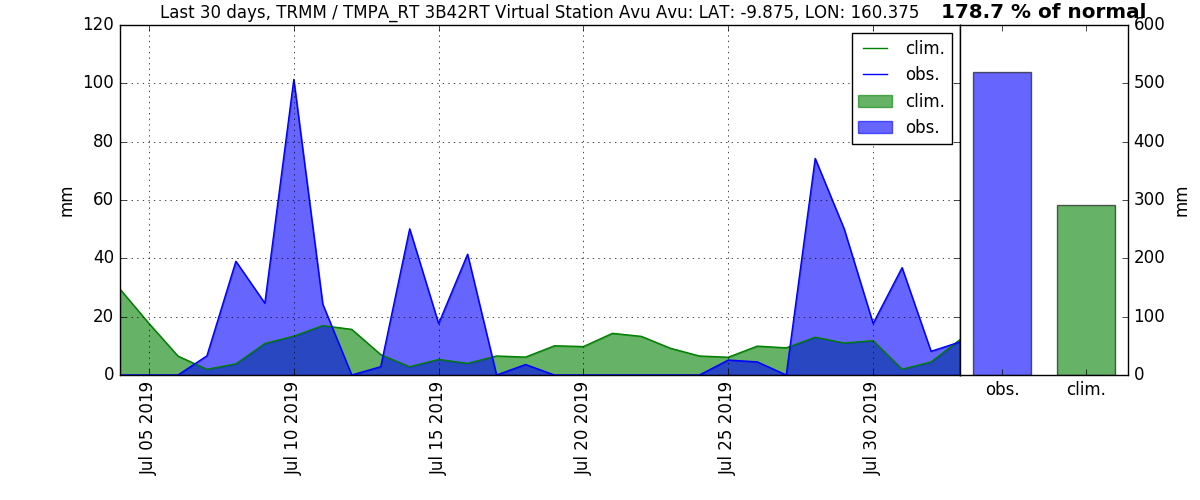 Last 30 days, TRMM / TMPA_RT 3B42RT Virtual Station Avu Avu: LAT: -9.875, LON: 160.375
178.7 % of normal
120
100
80
60
40
20
0
mm
clim.
obs.
clim.
obs.
Jul 05 2019
Jul 10 2019
Jul 15 2019
Jul 20 2019
Jul 25 2019
Jul 30 2019
600
500
400
300
200
100
0
mm
obs.
clim.